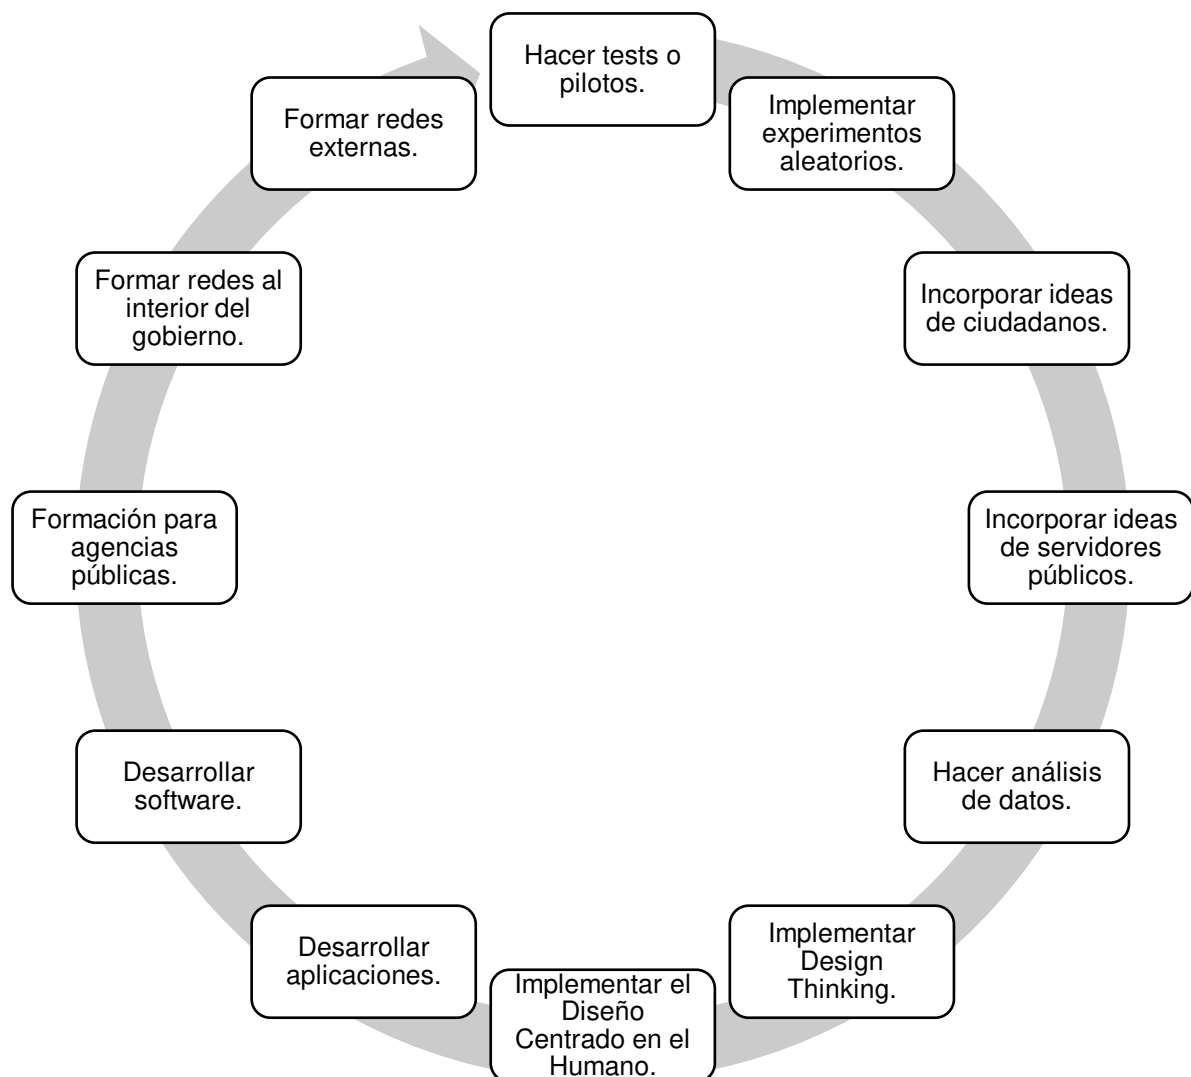 Hacer tests o
pilotos.
Implementar
experimentos
aleatorios.
Incorporar ideas
de ciudadanos.
Incorporar ideas
de servidores
públicos.
Hacer análisis
de datos.
Implementar
Design
Thinking.
Implementar el
Diseño
Centrado en el
Humano.
Desarrollar
aplicaciones.
Desarrollar
software.
Formación para
agencias
públicas.
Formar redes al
interior del
gobierno.
Formar redes
externas.